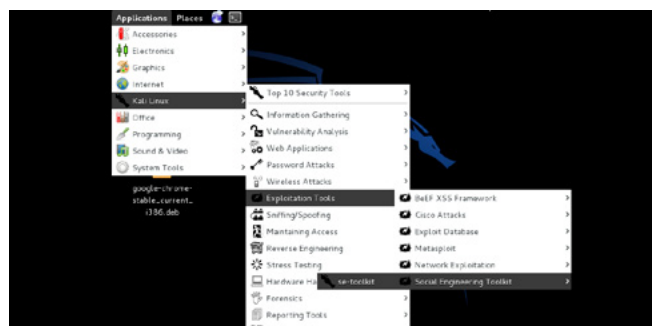 Applications Places
Accessories
Electronics
Graphics
Internet
Kali Linux
Office
Programming
Sound & Video
System Tools
google-chrome-
stable_current_
i386.deb
Top 10 Security Tools
Information Gathering
Vulnerability Analysis
Web Applications
Password Attacks
Wireless Attacks
Exploitation Tools
Sniffing/Spoofing
Maintaining Access
Reverse Engineering
Stress Testing
Hardware Ha
Forensics
Reporting Tools
se-toolkit
BeEF XSS Framework
Cisco Attacks
Exploit Database
Metasploit
Network Exploitation
Social Engineering Toolkit